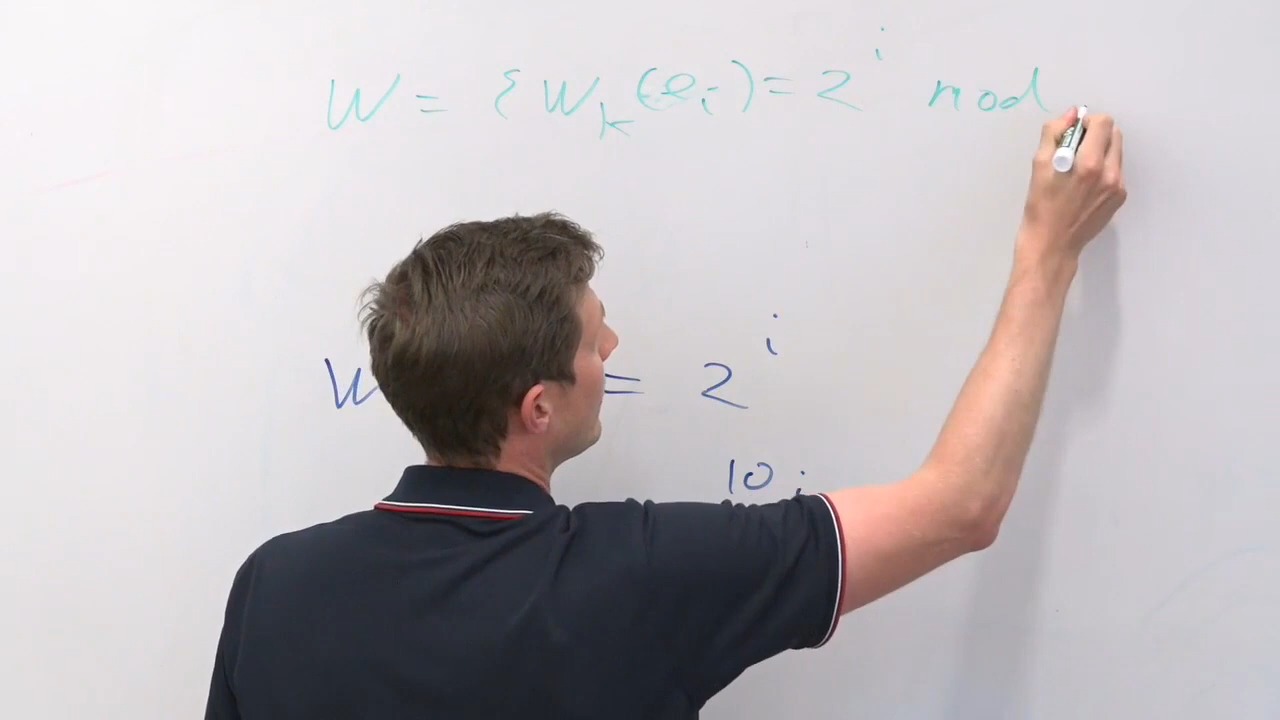 W = { W_k(e_i) = 2^i mod
W = 2^i
10 i